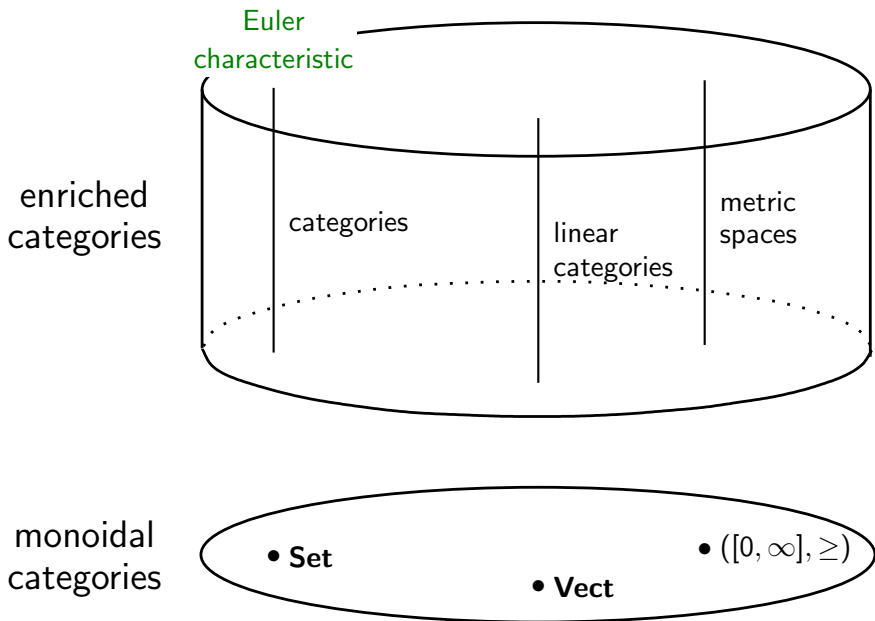 Euler
characteristic
enriched
categories
categories
linear
categories
metric
spaces
monoidal
categories
• Set
• Vect
• ([0, ∞], ≥)